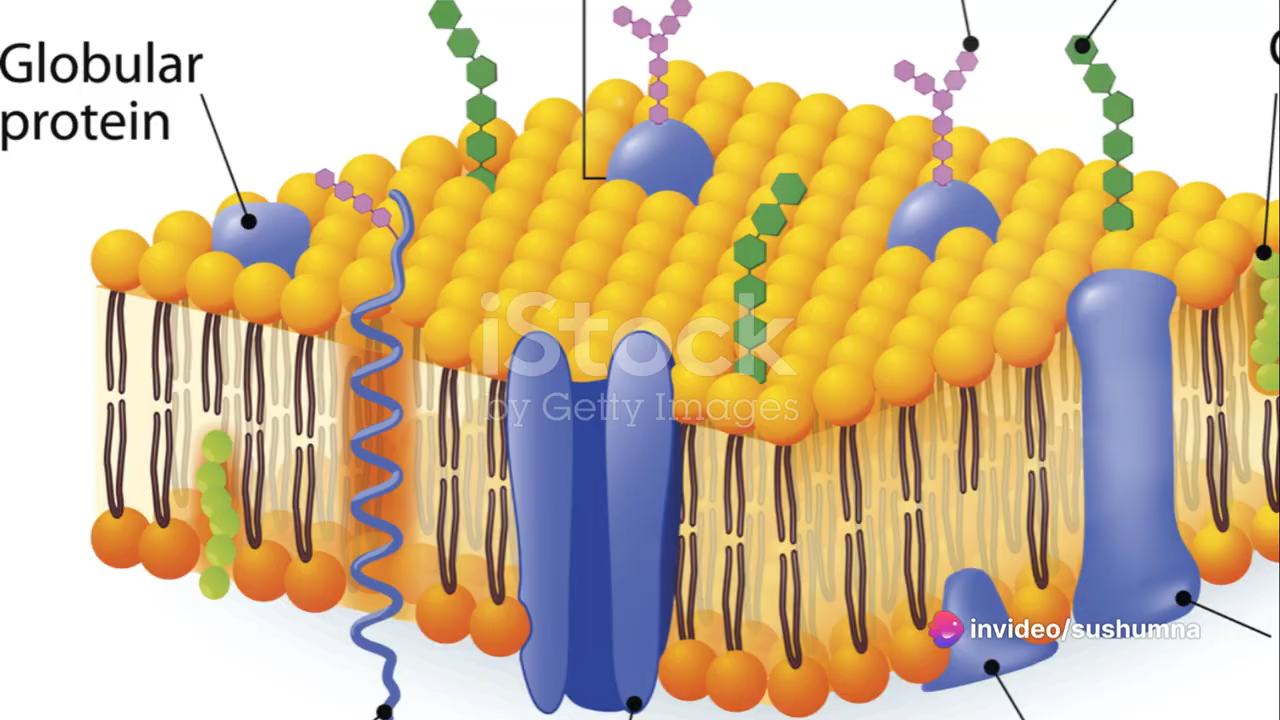 Globular
protein
iStock
by Getty Images
invideo/sushumna